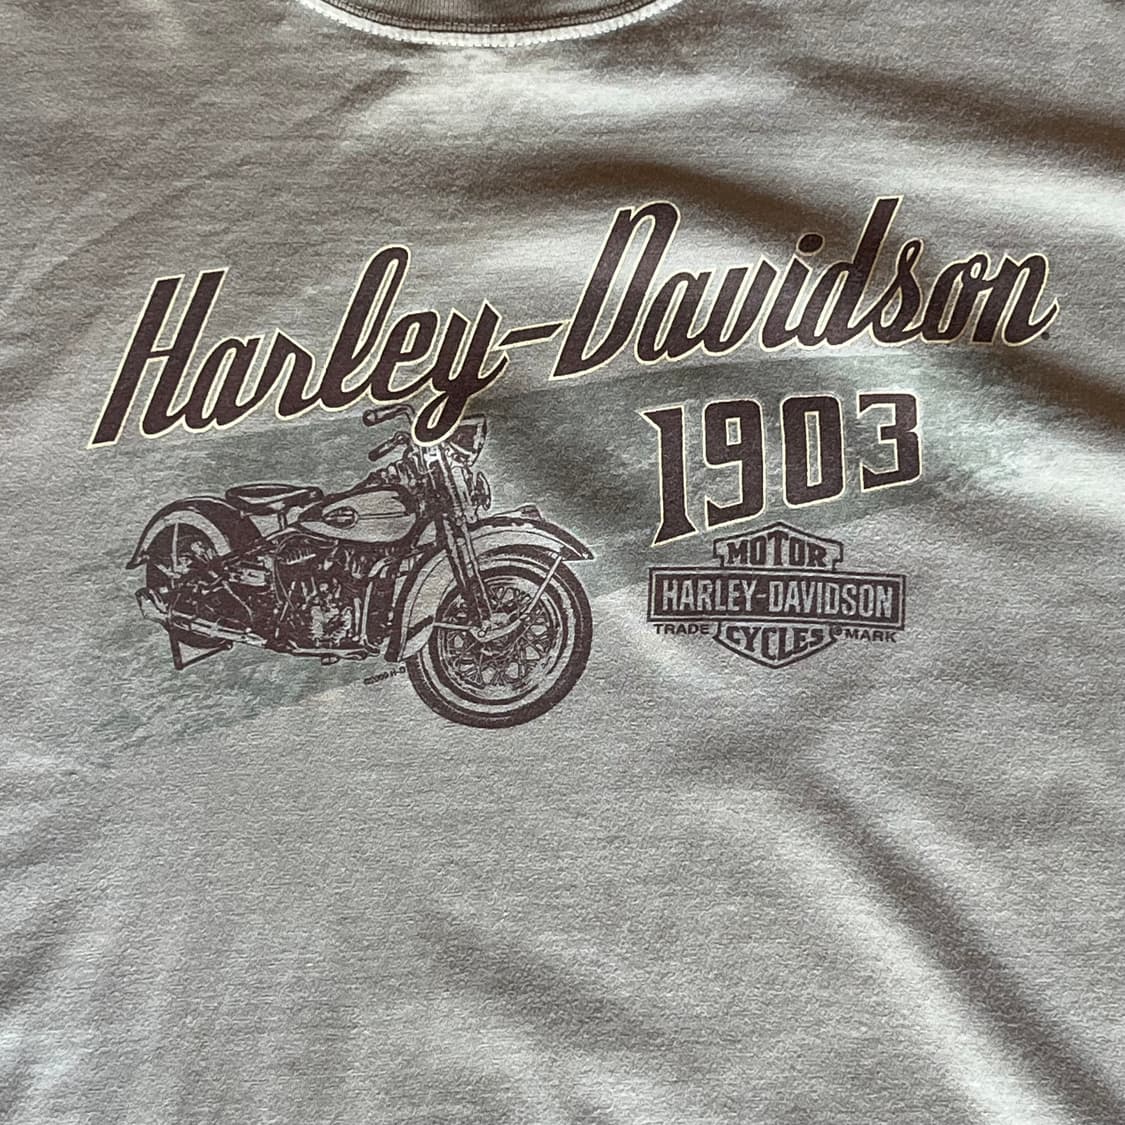 Harley-Davidson
1903
MOTOR
HARLEY-DAVIDSON
TRADE CYCLES ® MARK